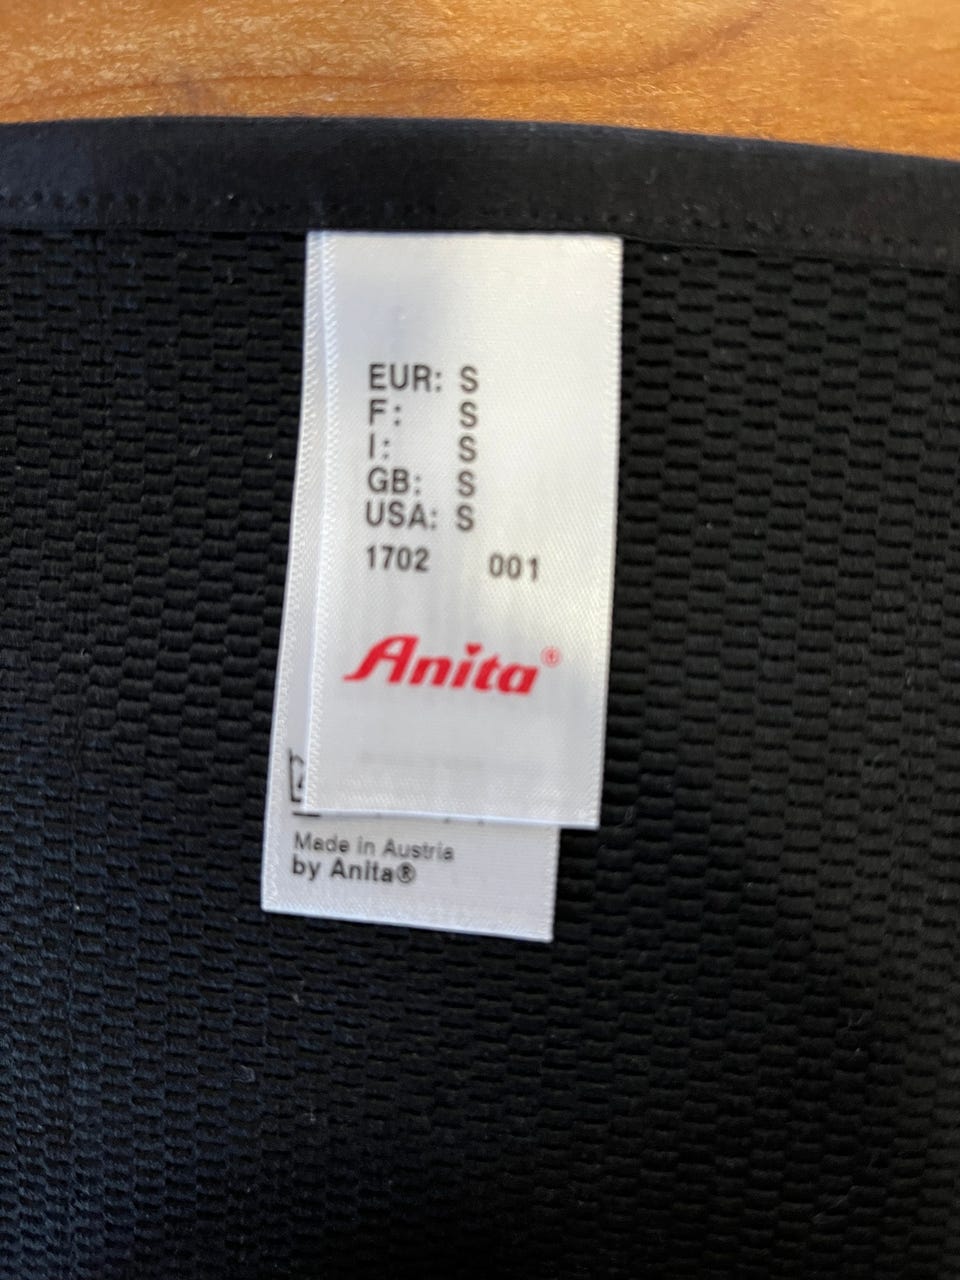 EUR: S
F: S
I: S
GB: S
USA: S
1702 001
Anita®
Made in Austria
by Anita®